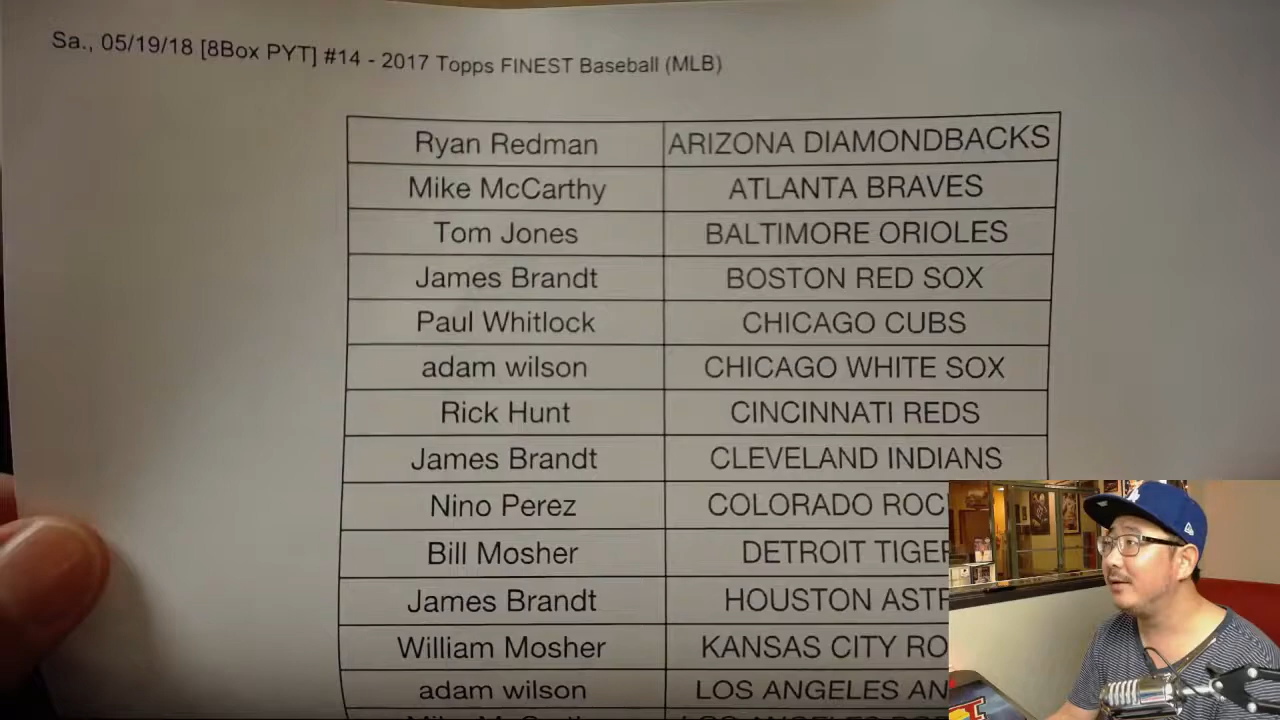 Sa., 05/19/18 [8Box PYT] #14 - 2017 Topps FINEST Baseball (MLB)
Ryan Redman ARIZONA DIAMONDBACKS
Mike McCarthy ATLANTA BRAVES
Tom Jones BALTIMORE ORIOLES
James Brandt BOSTON RED SOX
Paul Whitlock CHICAGO CUBS
adam wilson CHICAGO WHITE SOX
Rick Hunt CINCINNATI REDS
James Brandt CLEVELAND INDIANS
Nino Perez COLORADO ROC
Bill Mosher DETROIT TIGER
James Brandt HOUSTON AST
William Mosher KANSAS CITY RO
adam wilson LOS ANGELES AN